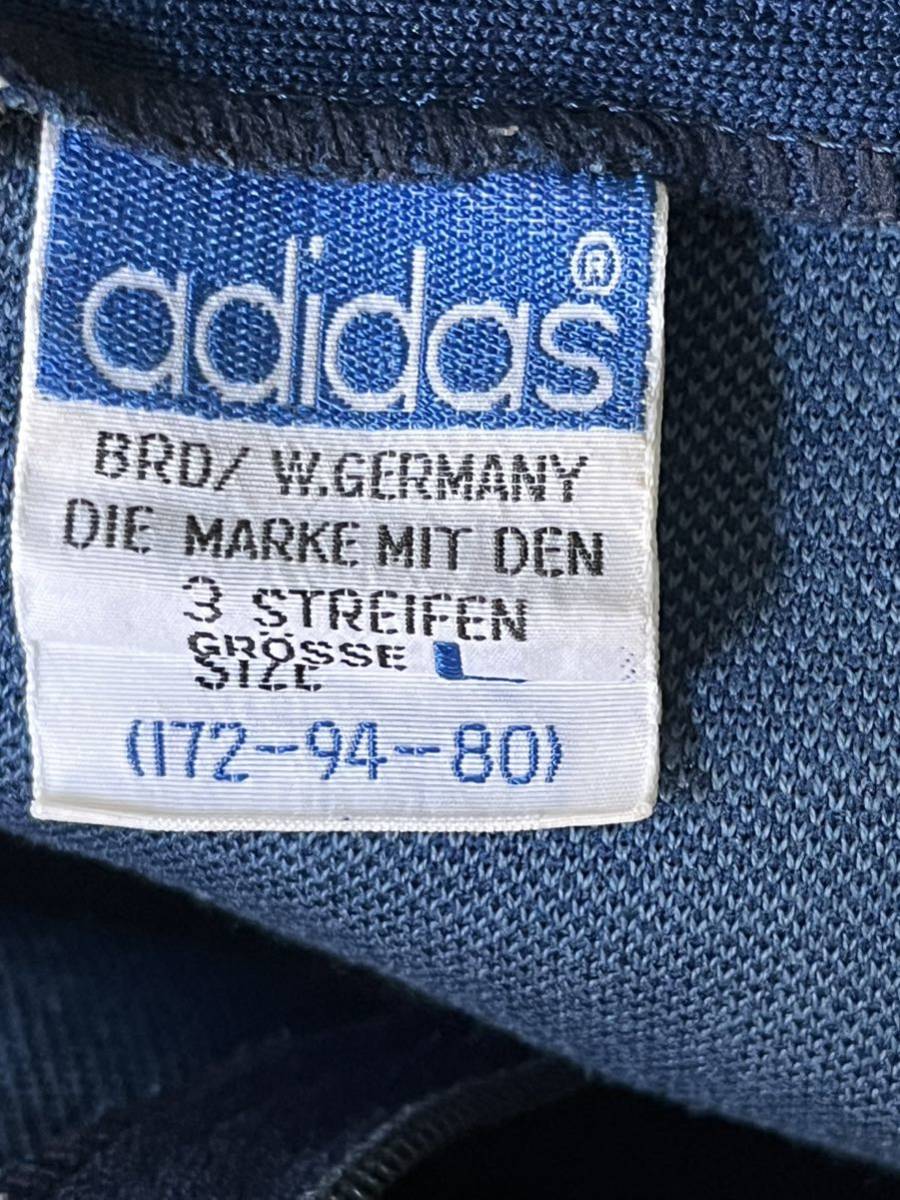 adidas®
BRD/ W.GERMANY
DIE MARKE MIT DEN
3 STREIFEN
GRÖSSE L
SIZE
(172-94-80)